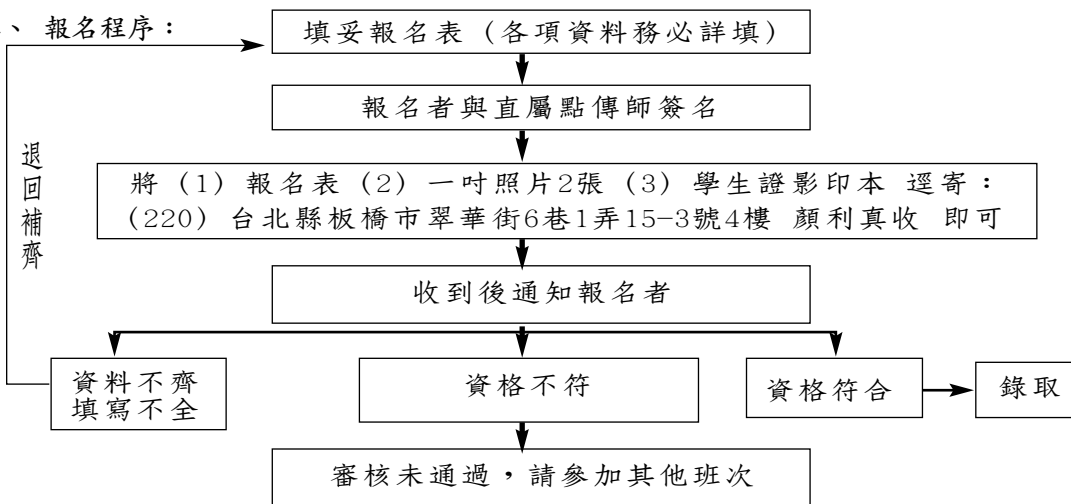 、 報名程序：
填妥報名表 (各項資料務必詳填)
報名者與直屬點傳師簽名
將 (1) 報名表 (2) 一吋照片2張 (3) 學生證影印本 逕寄：
(220) 台北縣板橋市翠華街6巷1弄15-3號4樓 顏利真收 即可
退回補齊
收到後通知報名者
資料不齊
填寫不全
資格不符
資格符合
錄取
審核未通過，請參加其他班次